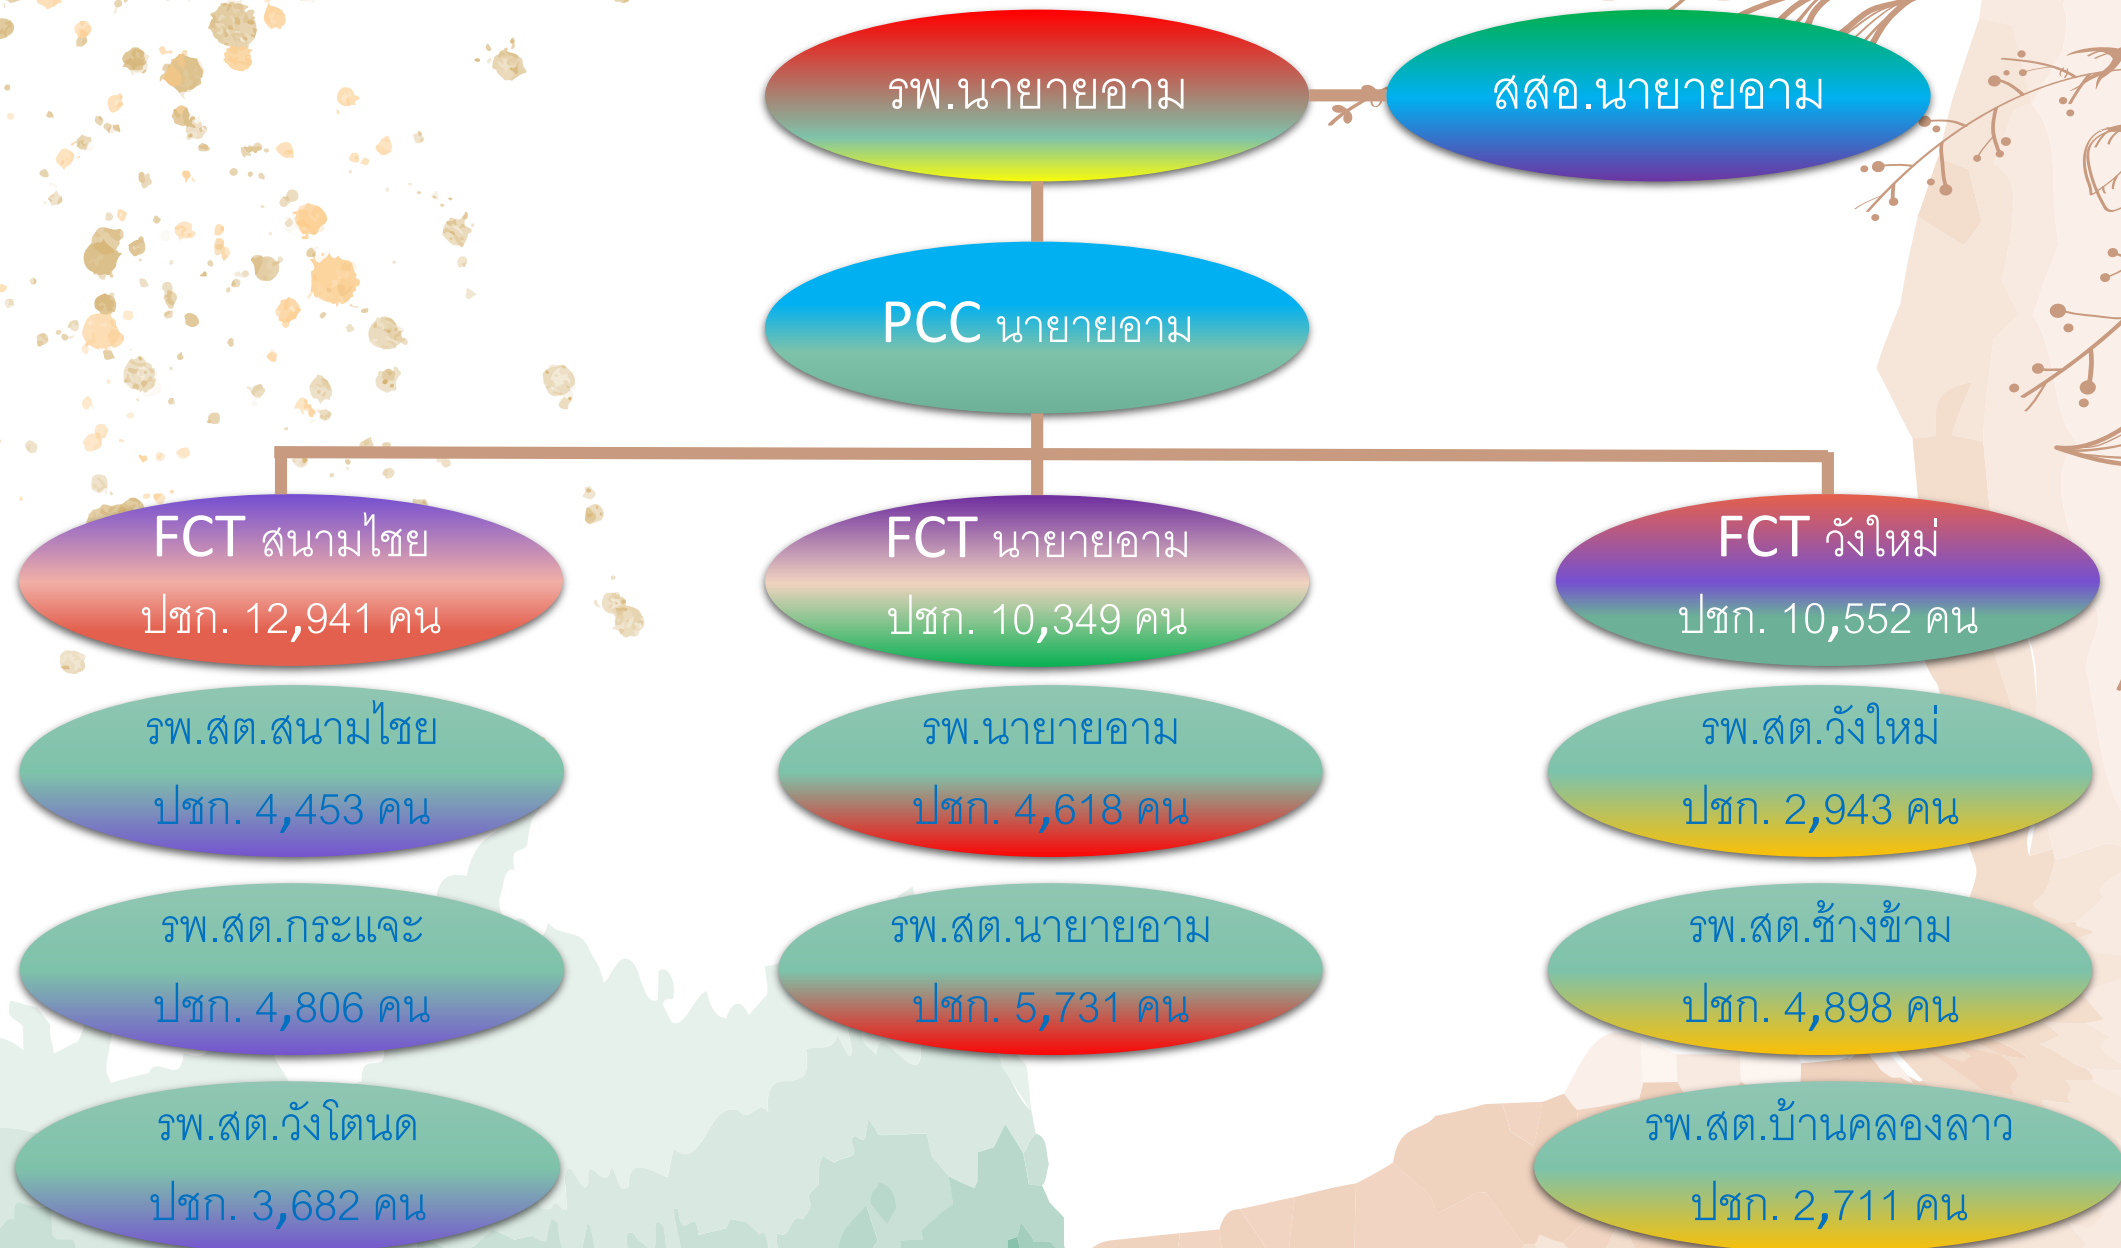 รพ.นายายอาม
สสอ.นายายอาม
PCC นายายอาม
FCT สนามไชย
ปชก. 12,941 คน
รพ.สต.สนามไชย
ปชก. 4,453 คน
รพ.สต.กระแจะ
ปชก. 4,806 คน
รพ.สต.วังโตนด
ปชก. 3,682 คน
FCT นายายอาม
ปชก. 10,349 คน
รพ.นายายอาม
ปชก. 4,618 คน
รพ.สต.นายายอาม
ปชก. 5,731 คน
FCT วังใหม่
ปชก. 10,552 คน
รพ.สต.วังใหม่
ปชก. 2,943 คน
รพ.สต.ช้างข้าม
ปชก. 4,898 คน
รพ.สต.บ้านคลองลาว
ปชก. 2,711 คน